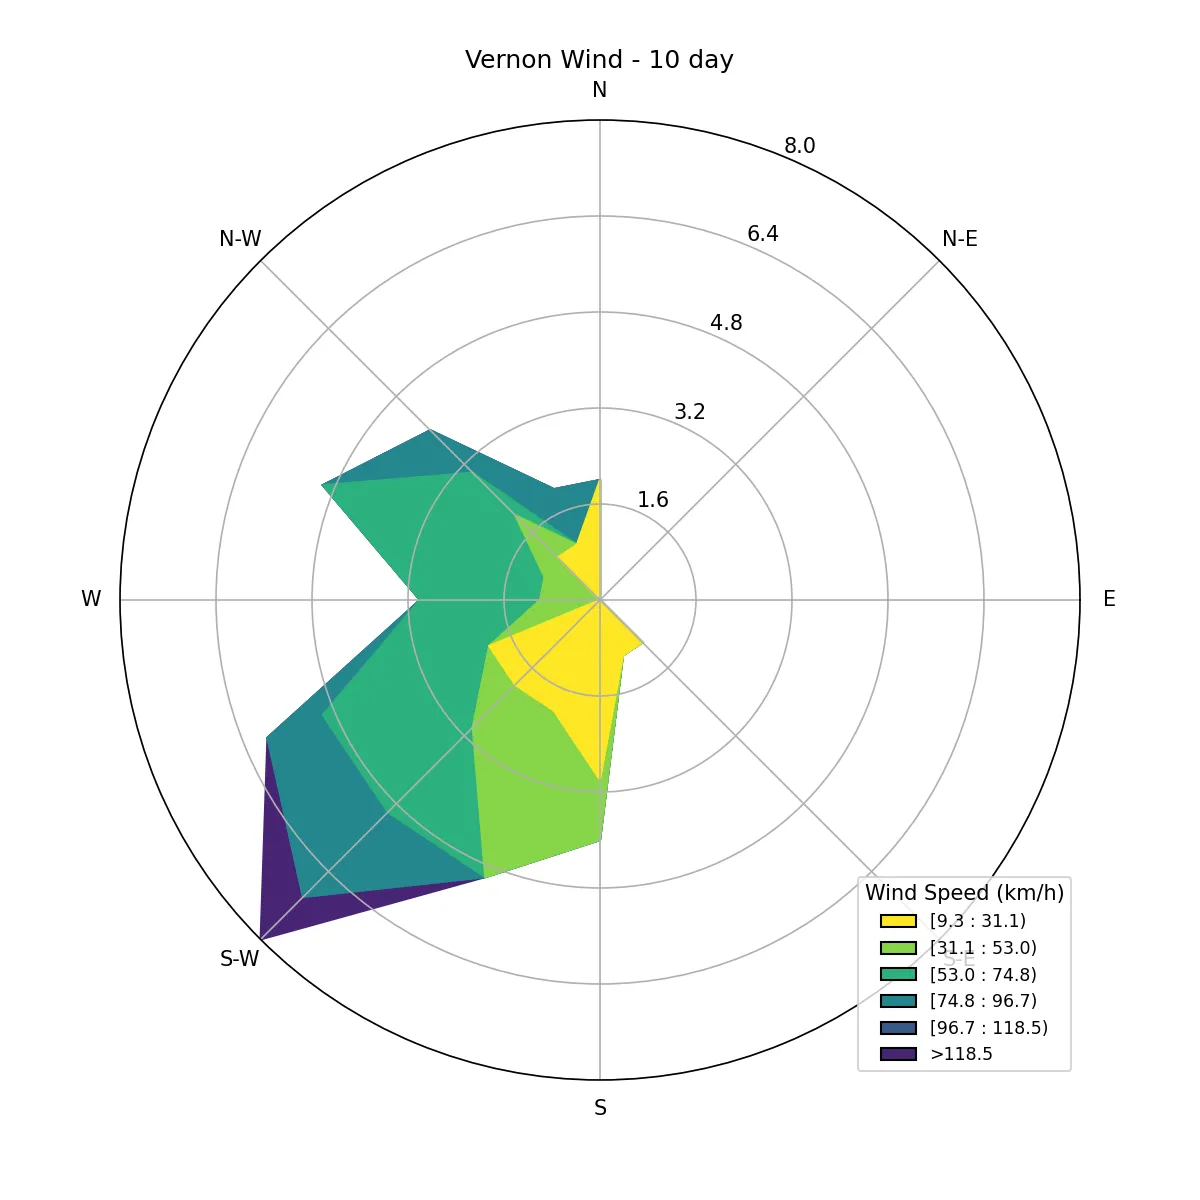 Vernon Wind - 10 day
N
8.0
N-W
6.4
N-E
4.8
3.2
1.6
W
E
S-W
S-E
Wind Speed (km/h)
[9.3 : 31.1)
[31.1 : 53.0)
[53.0 : 74.8)
[74.8 : 96.7)
[96.7 : 118.5)
>118.5
S